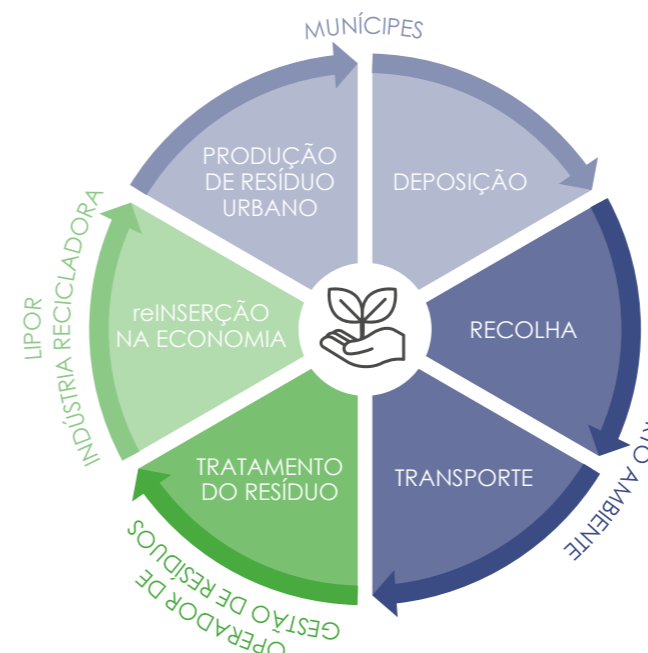 MUNÍCIPES
PRODUÇÃO
DE RESÍDUO
URBANO
DEPOSIÇÃO
RECOLHA
TRANSPORTE
AMBIENTE
TRATAMENTO
DO RESÍDUO
OPERADOR DE
GESTÃO DE RESÍDUOS
reINSERÇÃO
NA ECONOMIA
LIPOR
INDÚSTRIA RECICLADORA